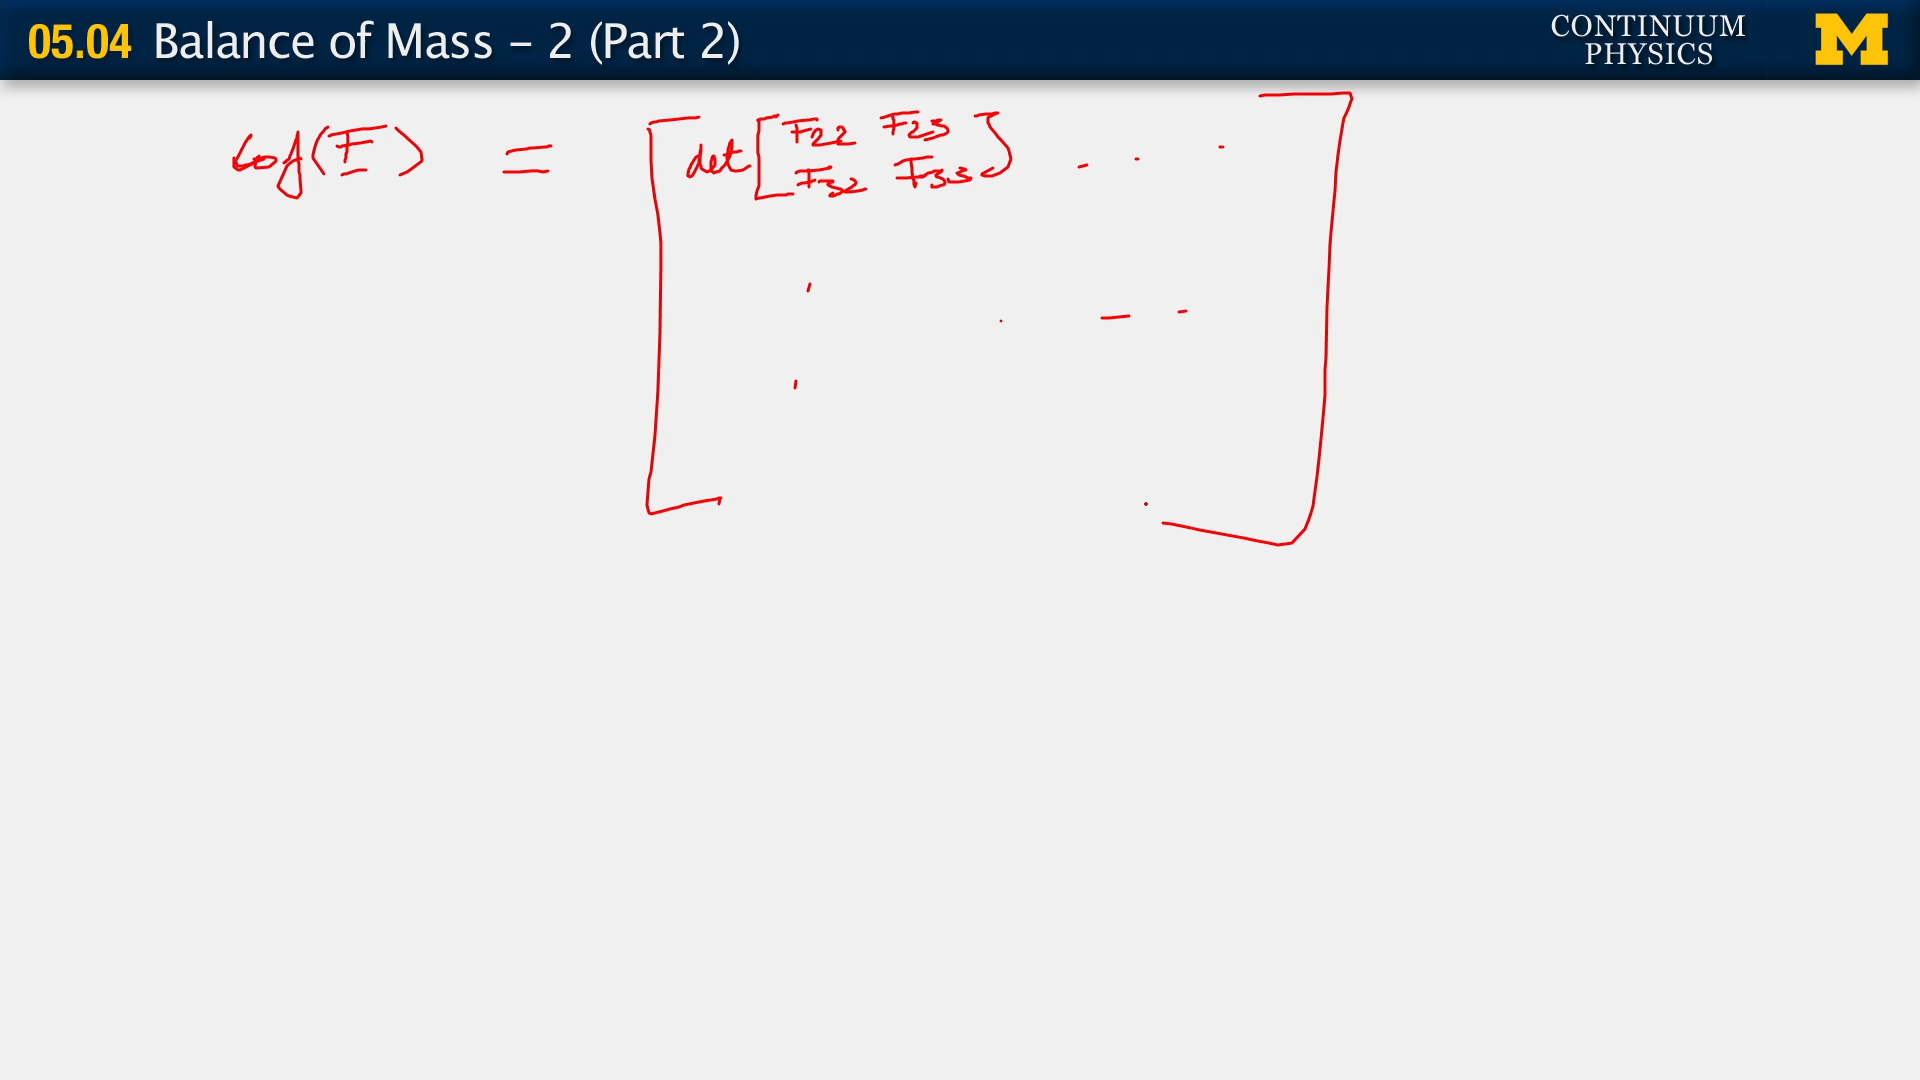 05.04 Balance of Mass – 2 (Part 2)
CONTINUUM
PHYSICS
M
Cof(F) = [ det [ F22 F23
F32 F33 ] . . .
. . – -
.
. ]